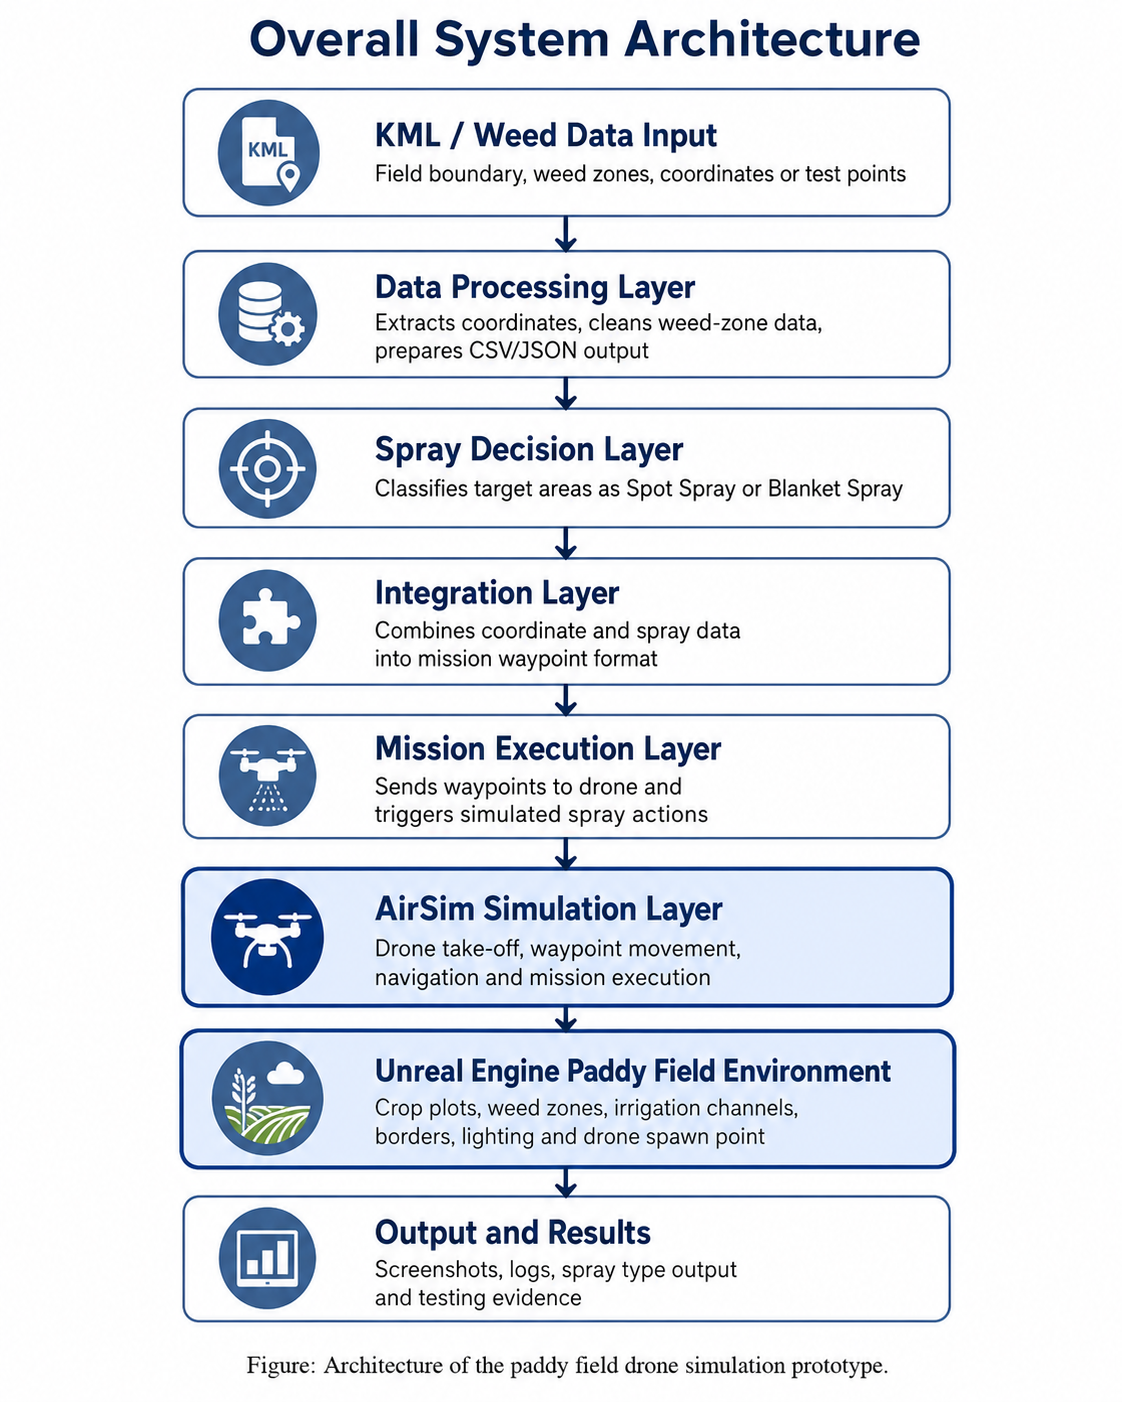 Overall System Architecture
KML
KML / Weed Data Input
Field boundary, weed zones, coordinates or test points
Data Processing Layer
Extracts coordinates, cleans weed-zone data,
prepares CSV/JSON output
Spray Decision Layer
Classifies target areas as Spot Spray or Blanket Spray
Integration Layer
Combines coordinate and spray data
into mission waypoint format
Mission Execution Layer
Sends waypoints to drone and
triggers simulated spray actions
AirSim Simulation Layer
Drone take-off, waypoint movement,
navigation and mission execution
Unreal Engine Paddy Field Environment
Crop plots, weed zones, irrigation channels,
borders, lighting and drone spawn point
Output and Results
Screenshots, logs, spray type output
and testing evidence
Figure: Architecture of the paddy field drone simulation prototype.